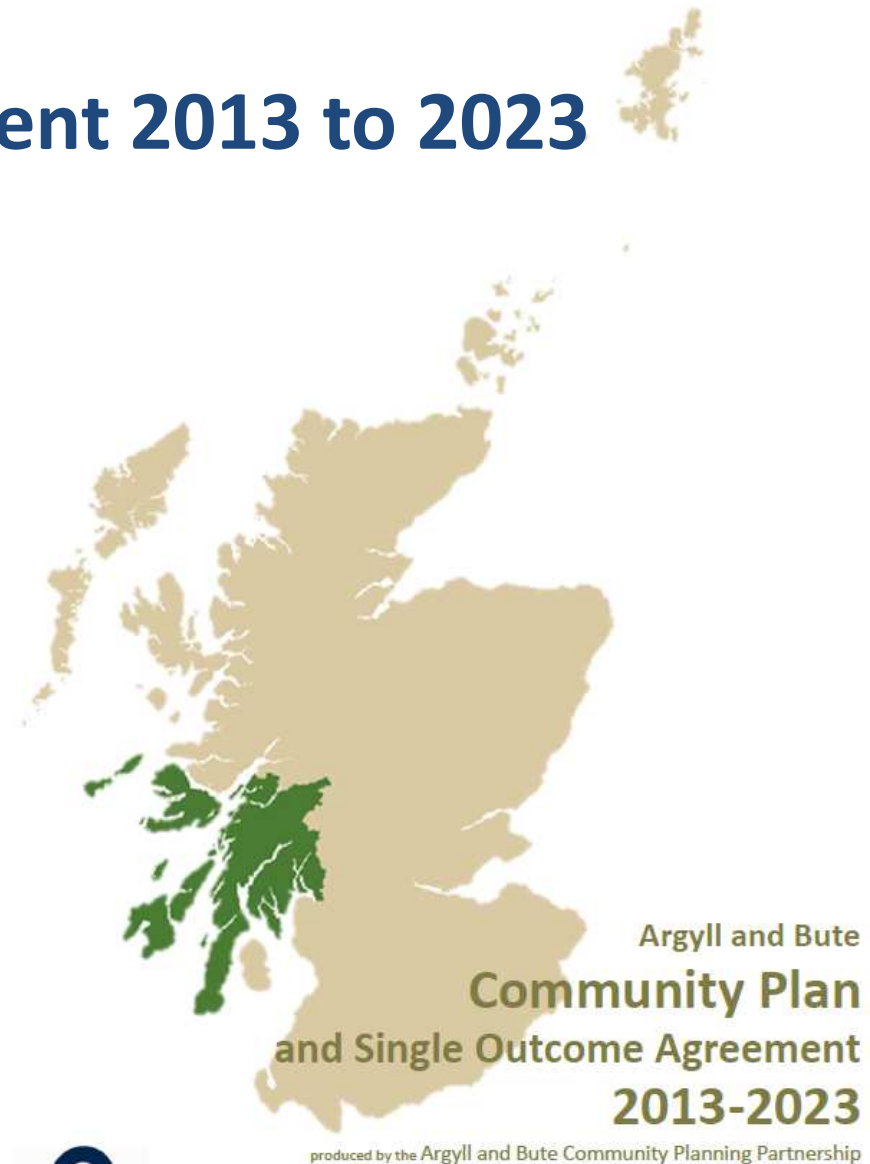 ent 2013 to 2023
Argyll and Bute
Community Plan
and Single Outcome Agreement
2013-2023
produced by the Argyll and Bute Community Planning Partnership